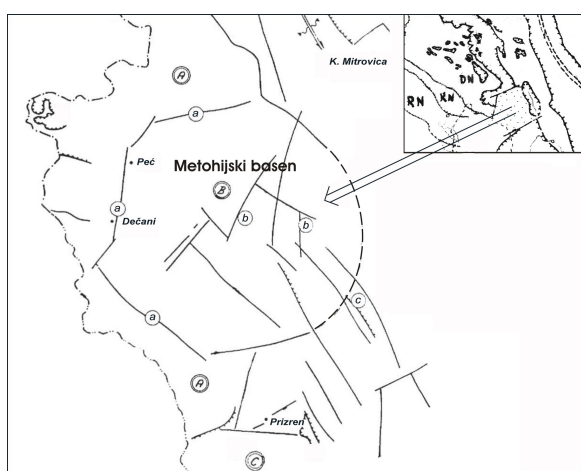 K. Mitrovica
DN
RN
KN
A
a
Peć
Metohijski basen
B
a
Dečani
b
b
c
a
A
Prizren
C